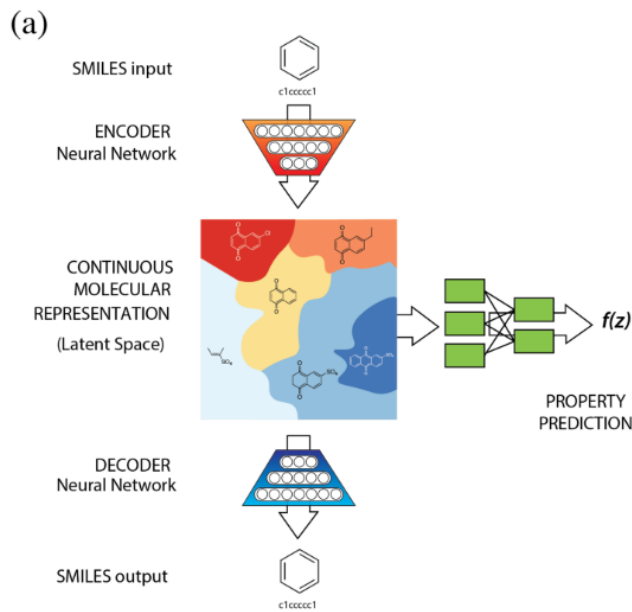 (a)
SMILES input
c1ccccc1
ENCODER
Neural Network
CONTINUOUS
MOLECULAR
REPRESENTATION
(Latent Space)
f(z)
PROPERTY
PREDICTION
DECODER
Neural Network
SMILES output
c1ccccc1